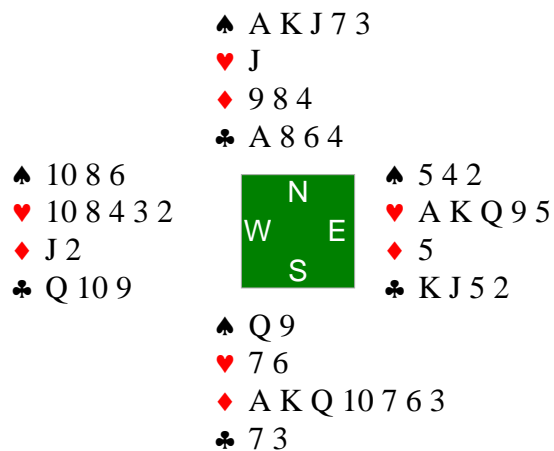 ♠ A K J 7 3
♥ J
♦ 9 8 4
♣ A 8 6 4
♠ 10 8 6
♥ 10 8 4 3 2
♦ J 2
♣ Q 10 9
N
W E
S
♠ 5 4 2
♥ A K Q 9 5
♦ 5
♣ K J 5 2
♠ Q 9
♥ 7 6
♦ A K Q 10 7 6 3
♣ 7 3